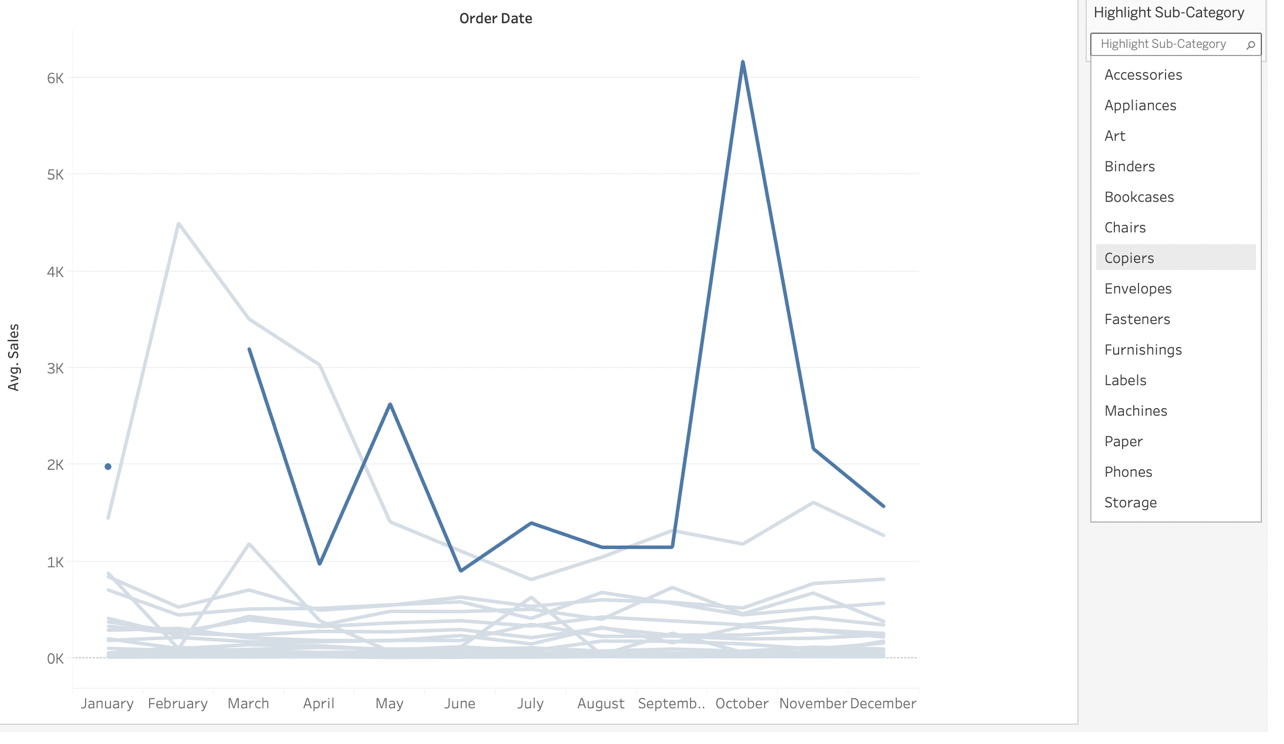 Order Date
Highlight Sub-Category
Highlight Sub-Category
Accessories
Appliances
Art
Binders
Bookcases
Chairs
Copiers
Envelopes
Fasteners
Furnishings
Labels
Machines
Paper
Phones
Storage
Avg. Sales
6K
5K
4K
3K
2K
1K
0K
January February March April May June July August Septemb.. October November December